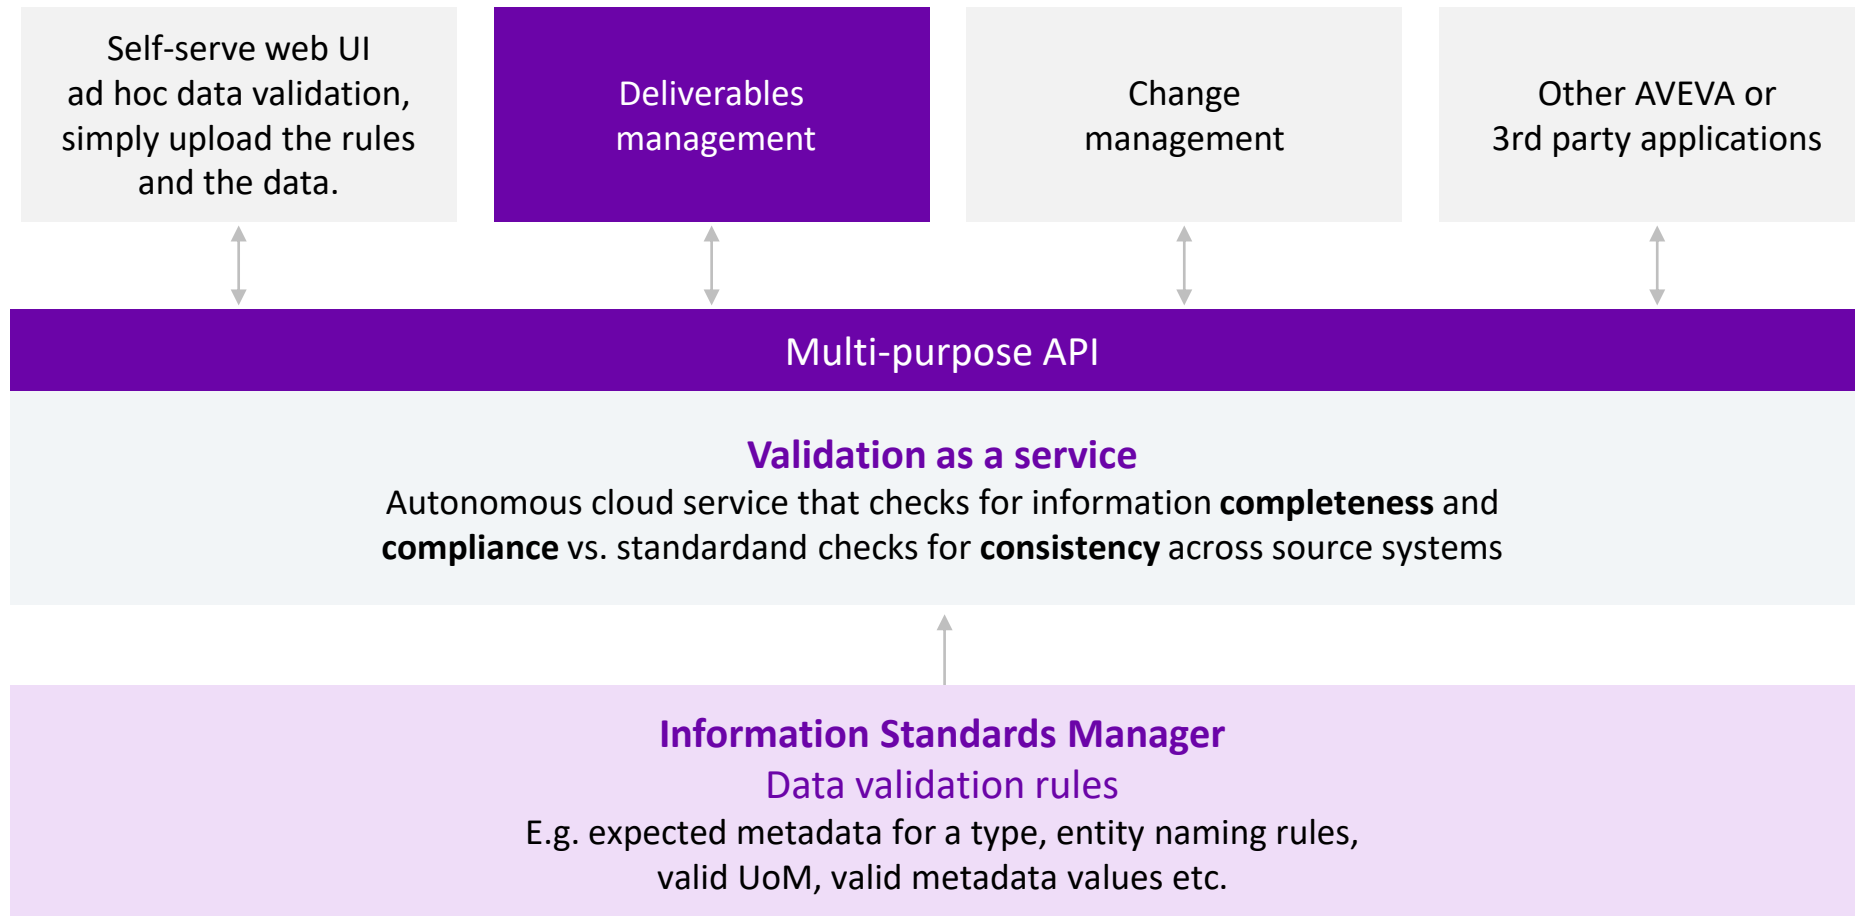 Self-serve web UI
ad hoc data validation,
simply upload the rules
and the data.
Deliverables
management
Change
management
Other AVEVA or
3rd party applications
Multi-purpose API
Validation as a service
Autonomous cloud service that checks for information completeness and
compliance vs. standardand checks for consistency across source systems
Information Standards Manager
Data validation rules
E.g. expected metadata for a type, entity naming rules,
valid UoM, valid metadata values etc.